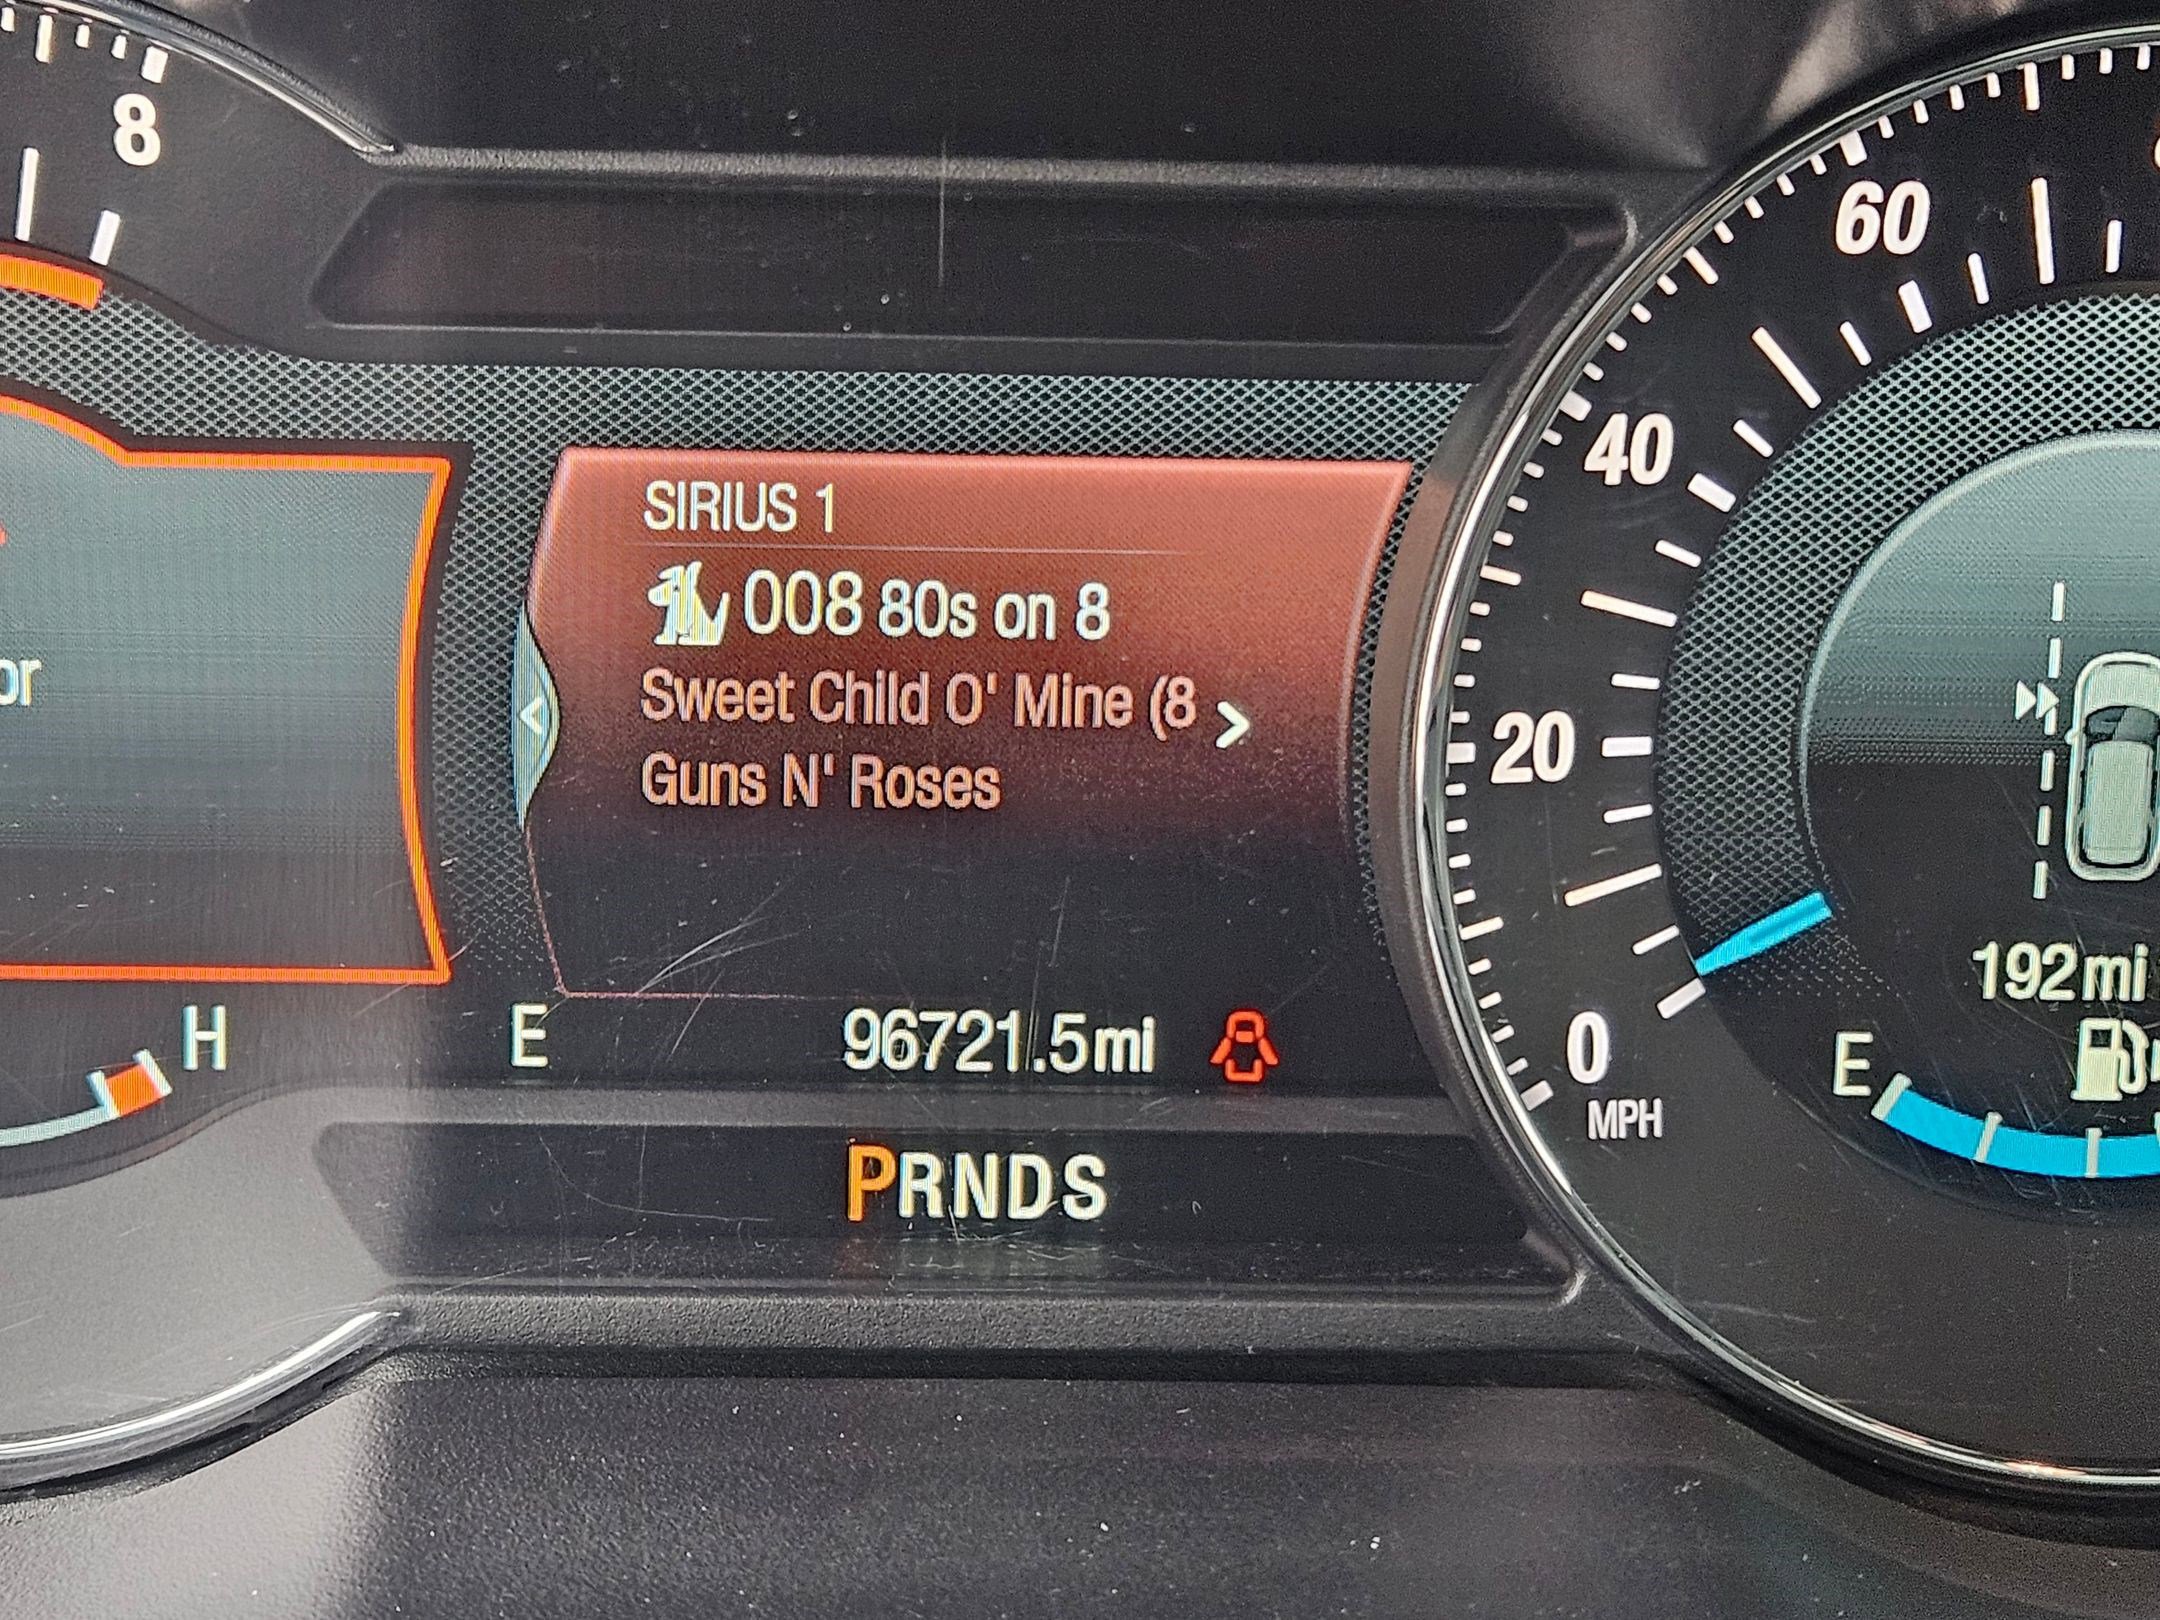 8
60
40
SIRIUS 1
008 80s on 8
or
Sweet Child O' Mine (8 >
20
Guns N' Roses
192mi
H
E
96721.5mi
0
E
MPH
PRNDS